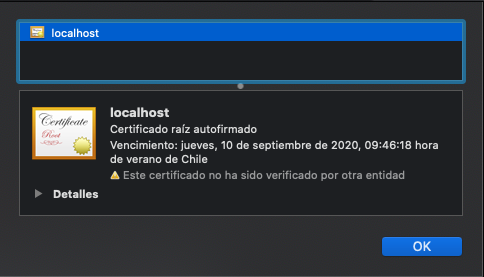 localhost
Certificate
Root
localhost
Certificado raíz autofirmado
Vencimiento: jueves, 10 de septiembre de 2020, 09:46:18 hora
de verano de Chile
Este certificado no ha sido verificado por otra entidad
Detalles
OK